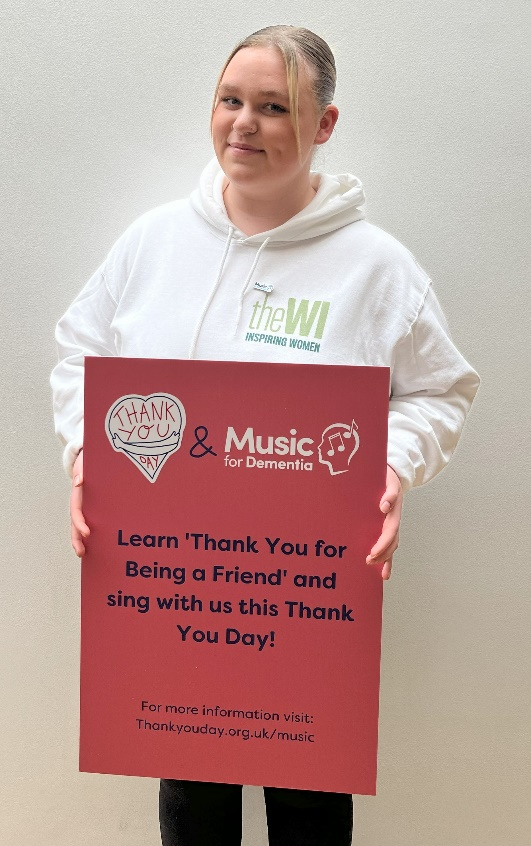 Music
theWI
INSPIRING WOMEN
THANK
YOU
DAY
& Music
for Dementia
Learn 'Thank You for
Being a Friend' and
sing with us this Thank
You Day!
For more information visit:
Thankyouday.org.uk/music